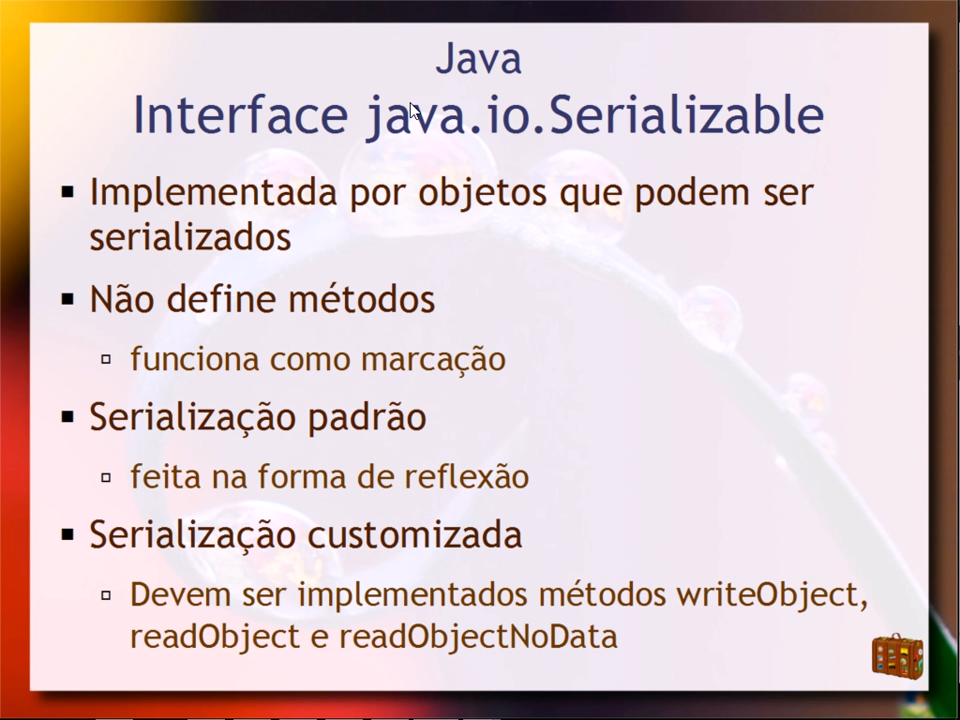 Java
Interface java.io.Serializable
▪ Implementada por objetos que podem ser
serializados
▪ Não define métodos
▫ funciona como marcação
▪ Serialização padrão
▫ feita na forma de reflexão
▪ Serialização customizada
▫ Devem ser implementados métodos writeObject,
readObject e readObjectNoData